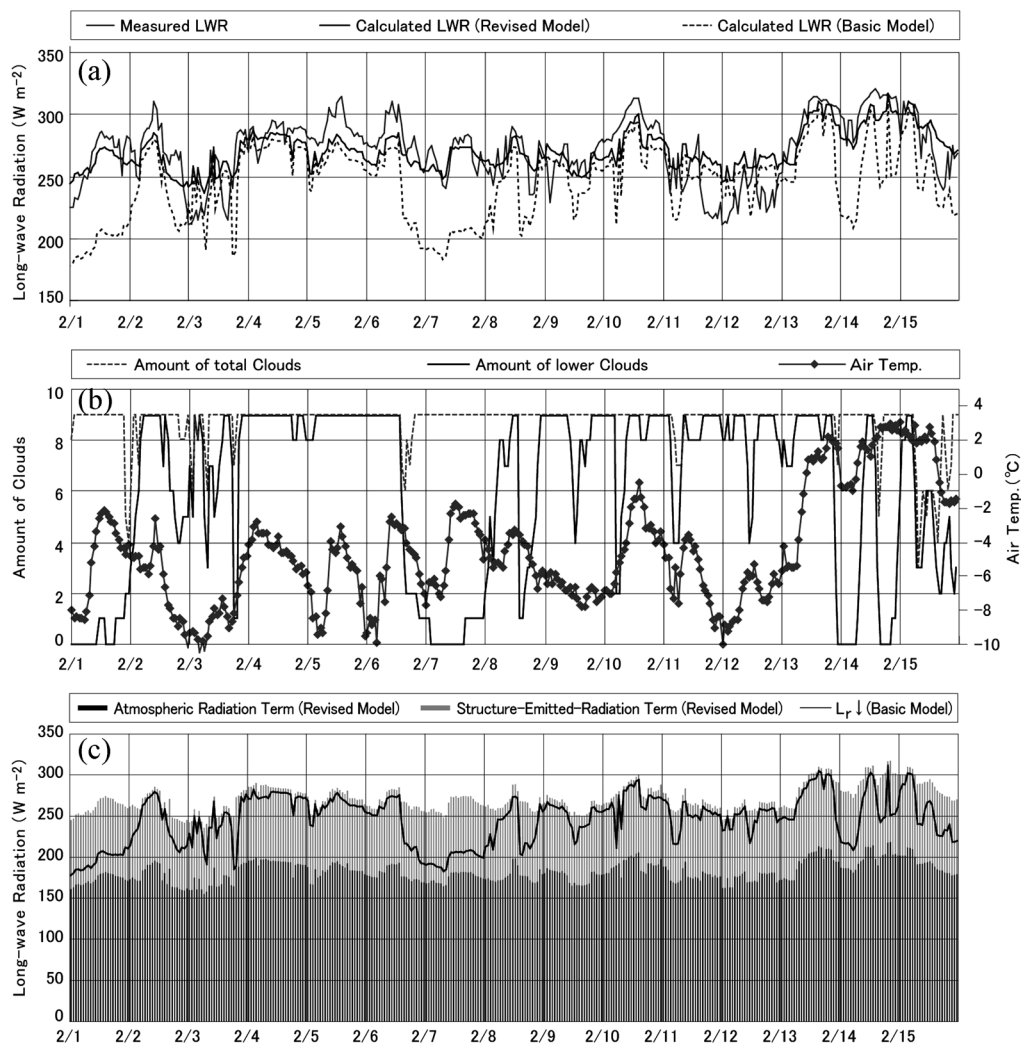 Measured LWR Calculated LWR (Revised Model) Calculated LWR (Basic Model)
(a)
Long-wave Radiation (W m⁻²)
350
300
250
200
150
2/1 2/2 2/3 2/4 2/5 2/6 2/7 2/8 2/9 2/10 2/11 2/12 2/13 2/14 2/15
Amount of total Clouds Amount of lower Clouds Air Temp.
(b)
Amount of Clouds
10
8
6
4
2
0
Air Temp. (℃)
4
2
0
−2
−4
−6
−8
−10
2/1 2/2 2/3 2/4 2/5 2/6 2/7 2/8 2/9 2/10 2/11 2/12 2/13 2/14 2/15
Atmospheric Radiation Term (Revised Model) Structure-Emitted-Radiation Term (Revised Model) Lr↓ (Basic Model)
(c)
Long-wave Radiation (W m⁻²)
350
300
250
200
150
100
50
0
2/1 2/2 2/3 2/4 2/5 2/6 2/7 2/8 2/9 2/10 2/11 2/12 2/13 2/14 2/15